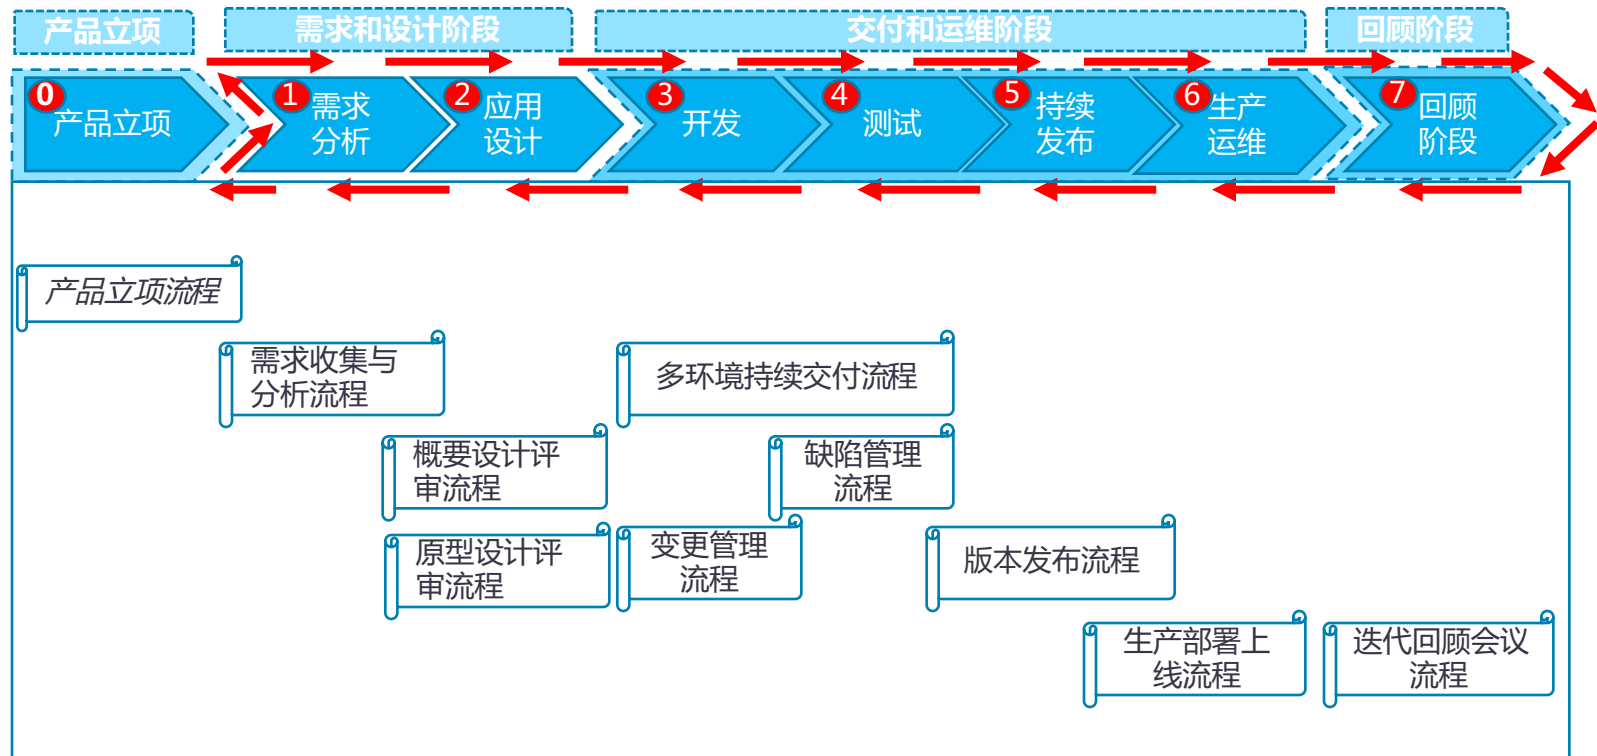 产品立项
需求和设计阶段
交付和运维阶段
回顾阶段
0
产品立项
1
需求
分析
2
应用
设计
3
开发
4
测试
5
持续
发布
6
生产
运维
7
回顾
阶段
产品立项流程
需求收集与
分析流程
多环境持续交付流程
概要设计评
审流程
缺陷管理
流程
原型设计评
审流程
变更管理
流程
版本发布流程
生产部署上
线流程
迭代回顾会议
流程